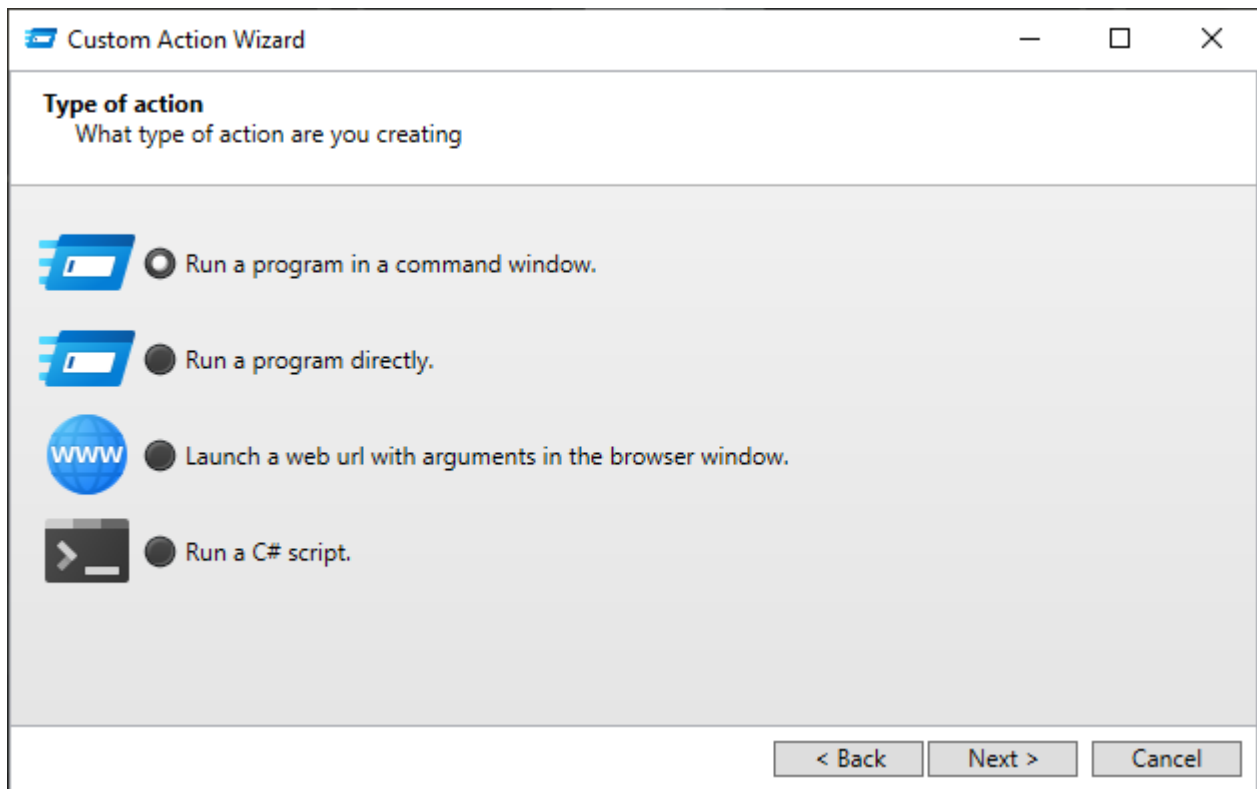 Custom Action Wizard
Type of action
What type of action are you creating
Run a program in a command window.
Run a program directly.
www
Launch a web url with arguments in the browser window.
Run a C# script.
< Back
Next >
Cancel